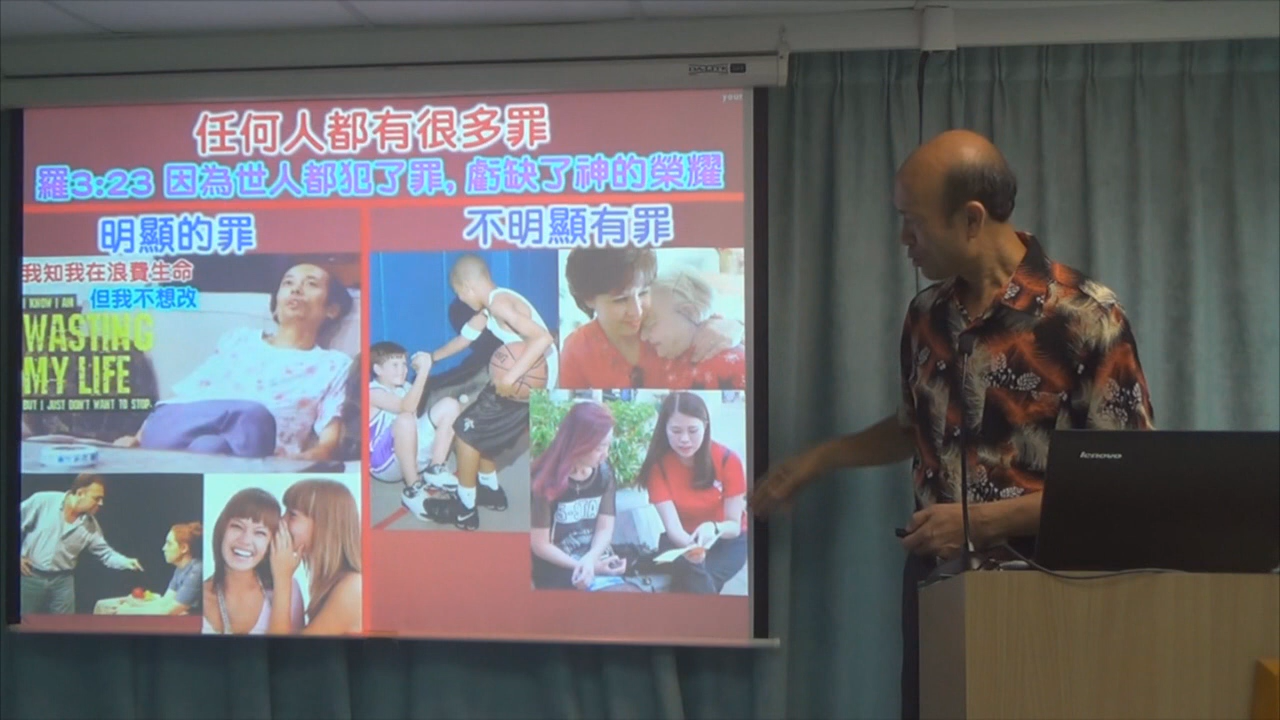 your
任何人都有很多罪
羅3:23 因為世人都犯了罪, 虧缺了神的榮耀
明顯的罪
不明顯有罪
我知我在浪費生命
但我不想改
I KNOW I AM
WASTING
MY LIFE
BUT I JUST DON'T WANT TO STOP.
lenovo